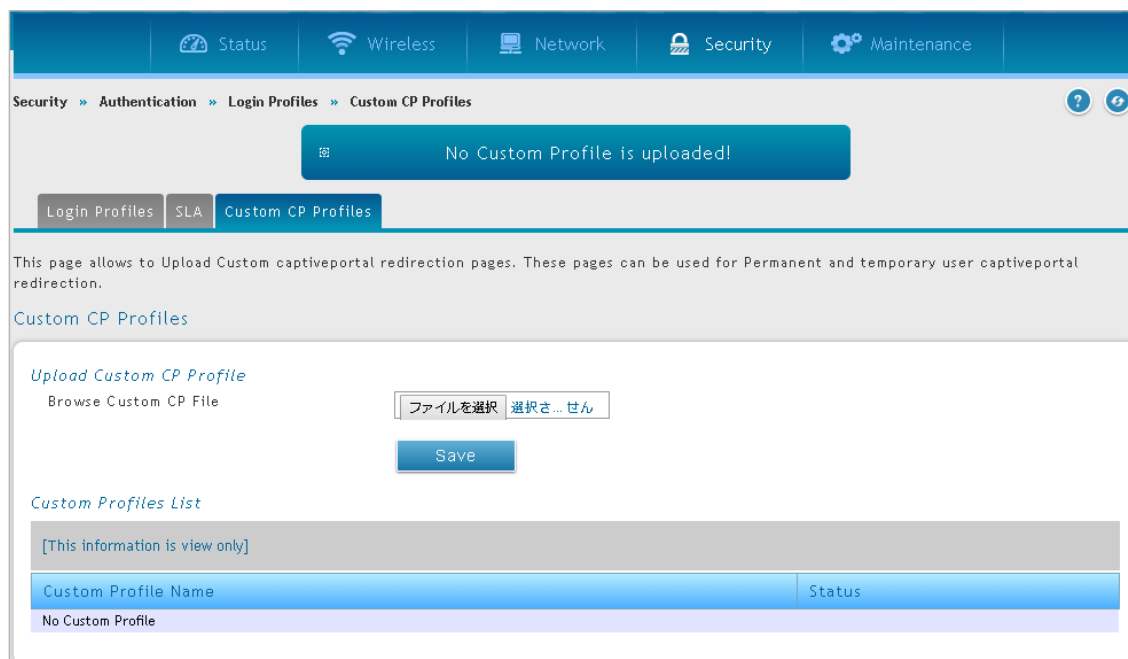 Status Wireless Network Security Maintenance
Security » Authentication » Login Profiles » Custom CP Profiles
No Custom Profile is uploaded!
Login Profiles SLA Custom CP Profiles
This page allows to Upload Custom captiveportal redirection pages. These pages can be used for Permanent and temporary user captiveportal
redirection.
Custom CP Profiles
Upload Custom CP Profile
Browse Custom CP File ファイルを選択 選択さ...せん
Save
Custom Profiles List
[This information is view only]
Custom Profile Name Status
No Custom Profile